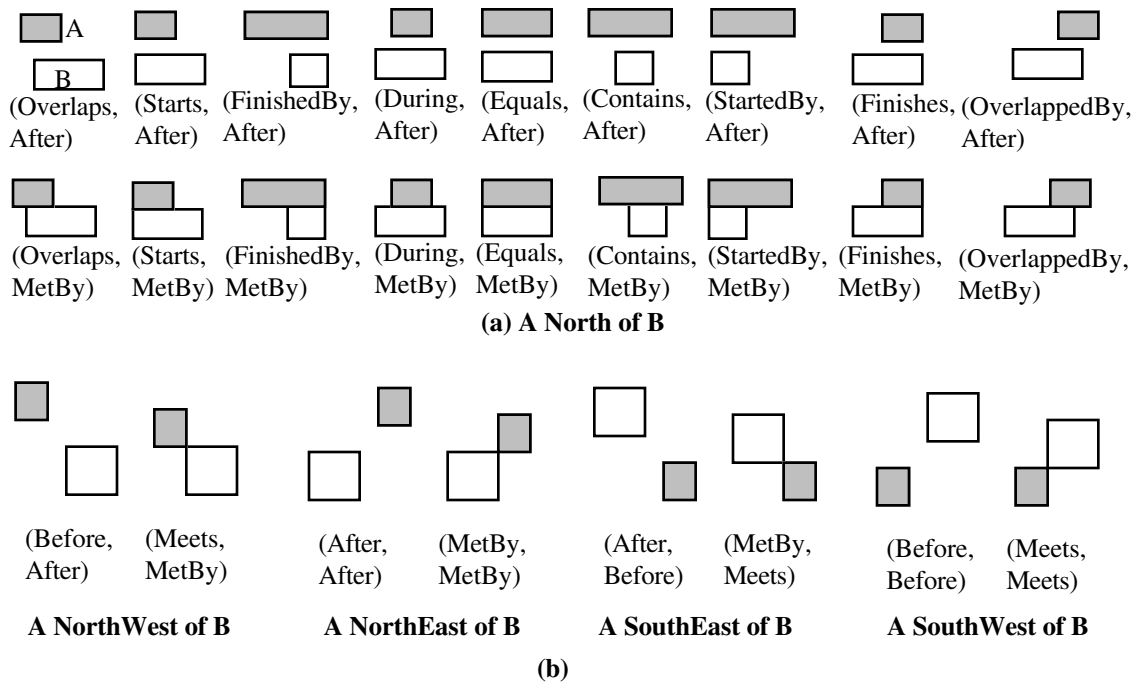 A
B
(Overlaps, After)
(Starts, After)
(FinishedBy, After)
(During, After)
(Equals, After)
(Contains, After)
(StartedBy, After)
(Finishes, After)
(OverlappedBy, After)
(Overlaps, MetBy)
(Starts, MetBy)
(FinishedBy, MetBy)
(During, MetBy)
(Equals, MetBy)
(Contains, MetBy)
(StartedBy, MetBy)
(Finishes, MetBy)
(OverlappedBy, MetBy)
(a) A North of B
(Before, After)
(Meets, MetBy)
(After, After)
(MetBy, MetBy)
(After, Before)
(MetBy, Meets)
(Before, Before)
(Meets, Meets)
A NorthWest of B
A NorthEast of B
A SouthEast of B
A SouthWest of B
(b)